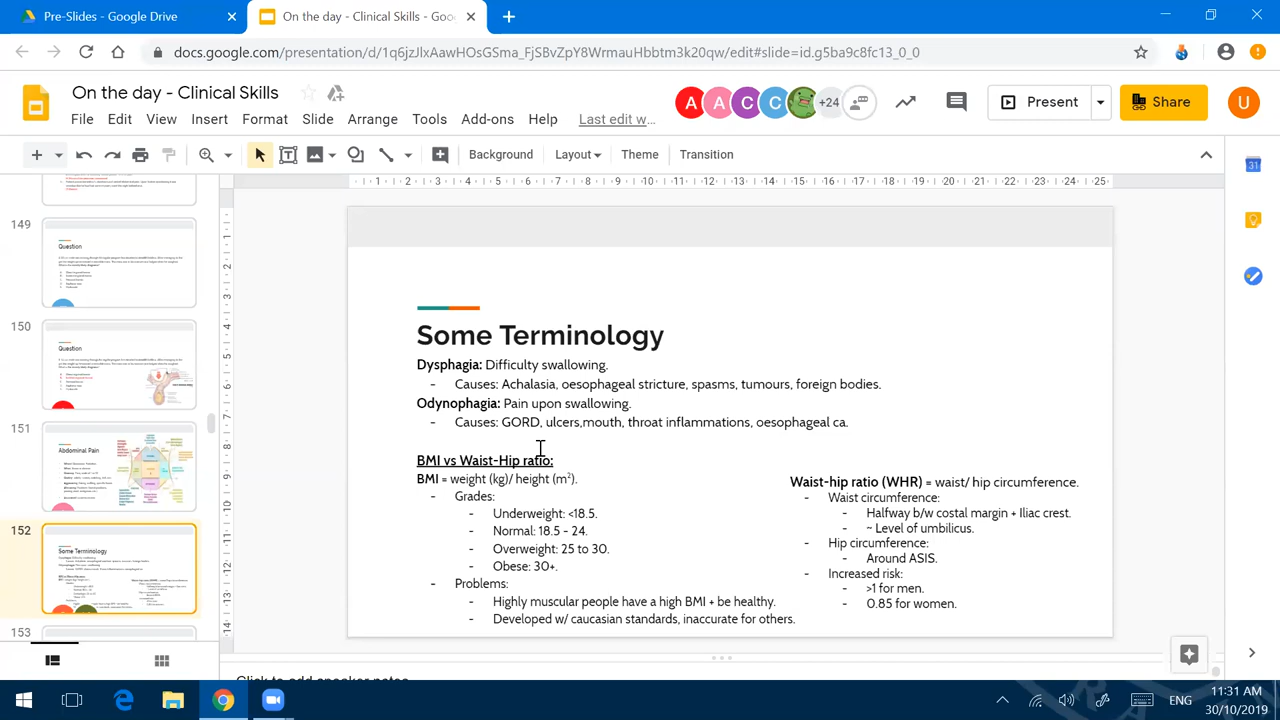 Pre-Slides - Google Drive
On the day - Clinical Skills - Goo
docs.google.com/presentation/d/1q6jzJlxAawHOsGSma_FjSBvZpY8WrmauHbbtm3k20qw/edit#slide=id.g5ba9c8fc13_0_0
On the day - Clinical Skills
A A C C +24
Present
Share
U
File Edit View Insert Format Slide Arrange Tools Add-ons Help Last edit w...
Background Layout Theme Transition
31
149
Question
150
Question
151
Abdominal Pain
152
Some Terminology
153
Some Terminology
Dysphagia: Difficulty swallowing.
Causes: Achalasia, oesophageal stricture, spasms, tumours, foreign bodies.
Odynophagia: Pain upon swallowing.
- Causes: GORD, ulcers,mouth, throat inflammations, oesophageal ca.
BMI vs Waist-Hip ratio:
BMI = weight (kg)/height (m²).
Grades:
Underweight: <18.5.
- Normal: 18.5 - 24.
- Overweight: 25 to 30.
- Obese: 30+.
- Problems:
Highly muscular people have a high BMI + be healthy.
- Developed w/ caucasian standards, inaccurate for others.
Waist-hip ratio (WHR) = waist/ hip circumference.
- Waist circumference:
- Halfway b/w costal margin + Iliac crest.
- ~ Level of umbilicus.
- Hip circumference:
- Around ASIS.
- Increased risk:
- >1 for men.
- 0.85 for women.
Click to add speaker notes
ENG
11:31 AM
30/10/2019